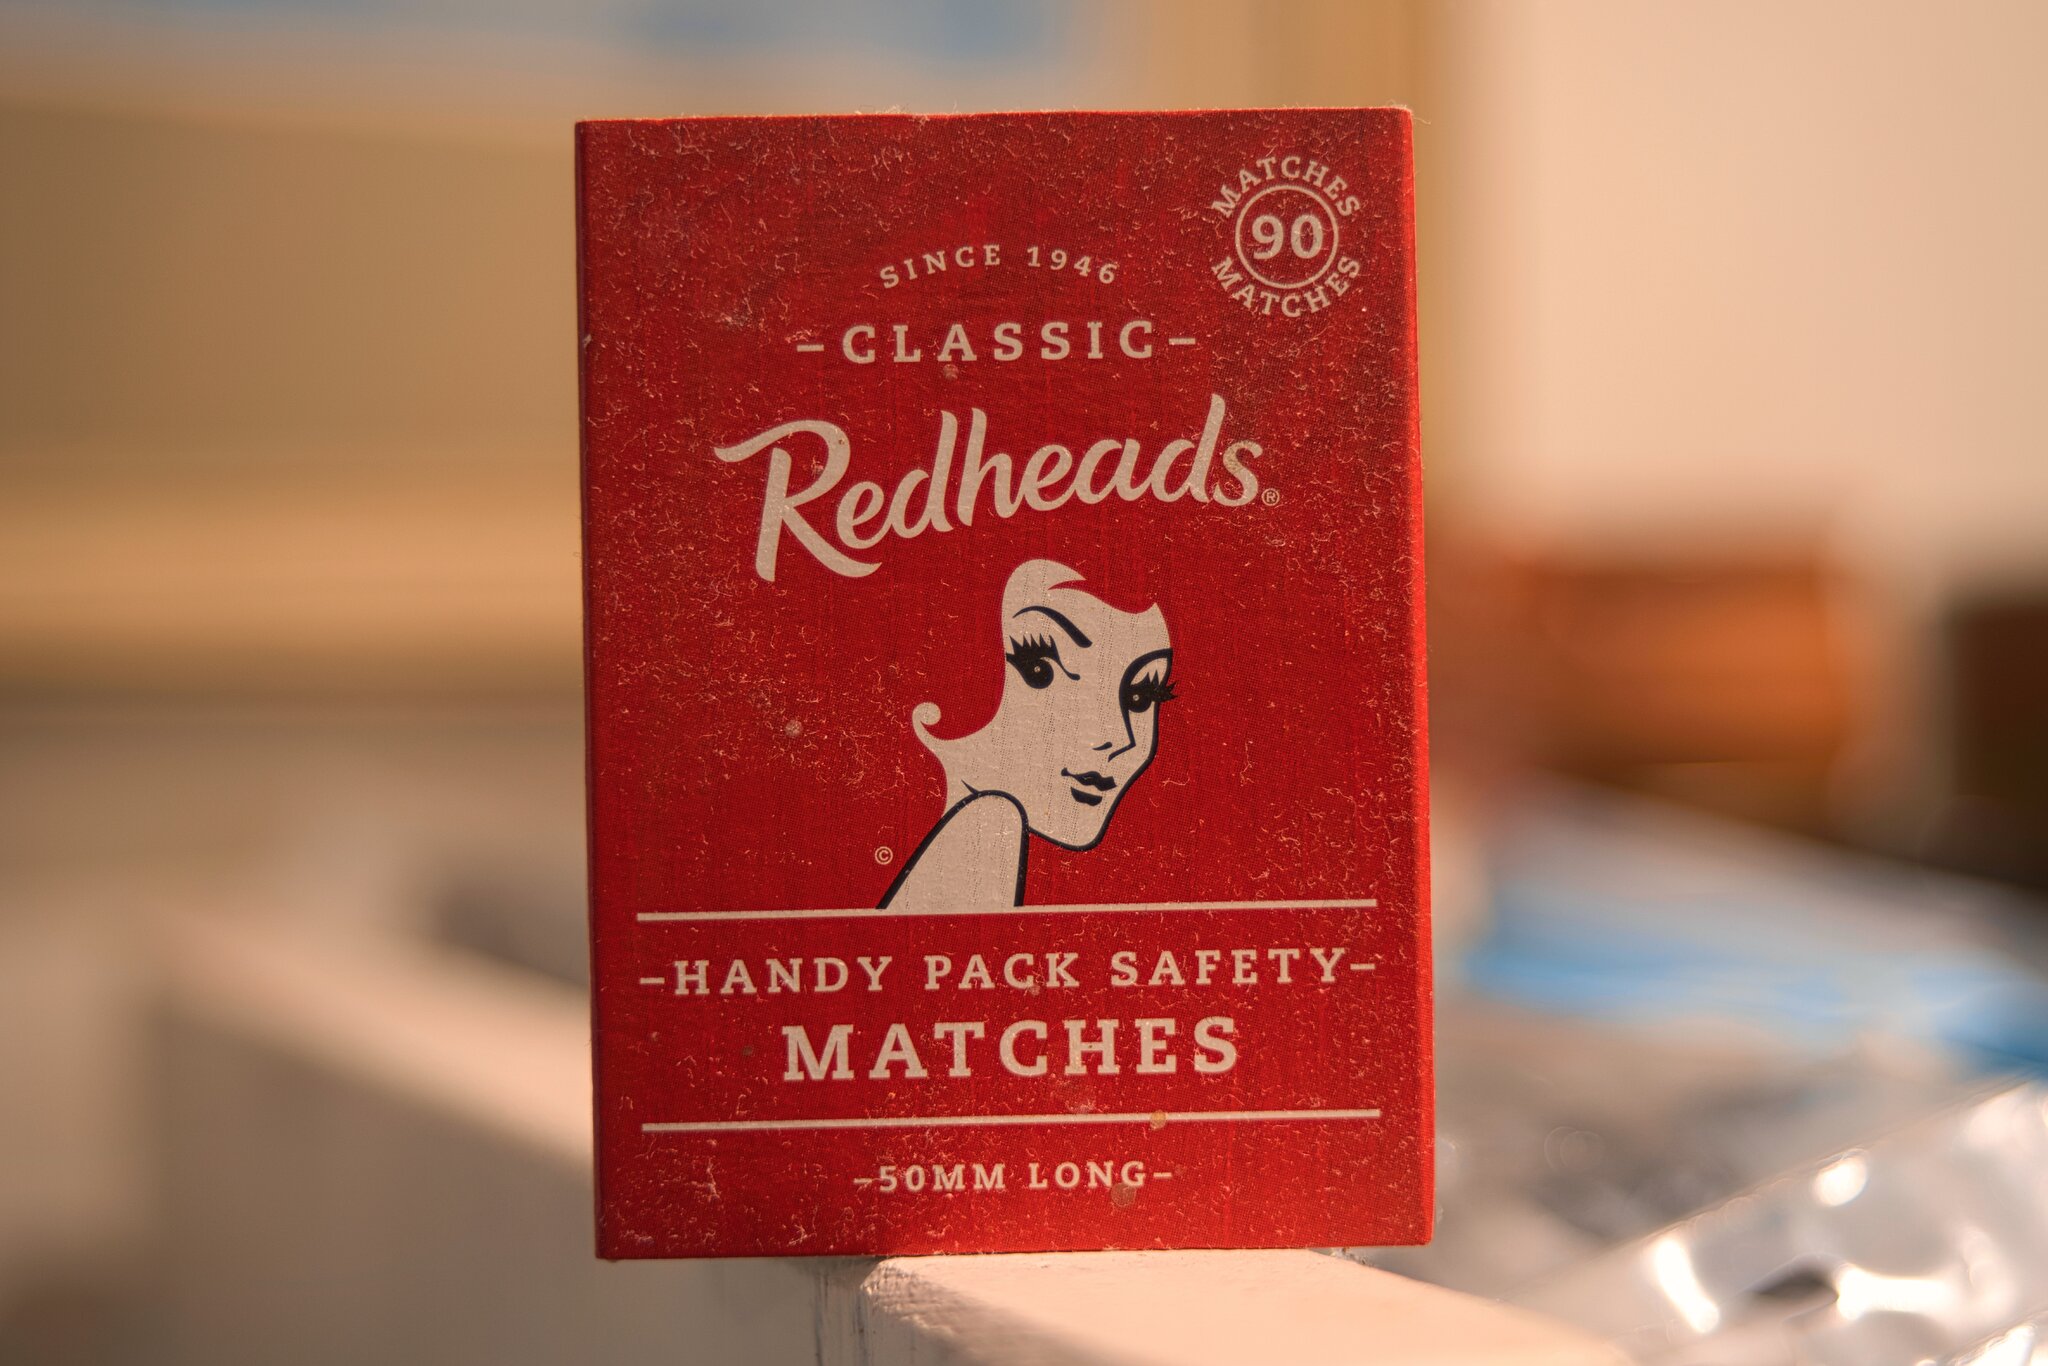 MATCHES
90
MATCHES
SINCE 1946
-CLASSIC-
Redheads®
©
-HANDY PACK SAFETY-
MATCHES
-50MM LONG-